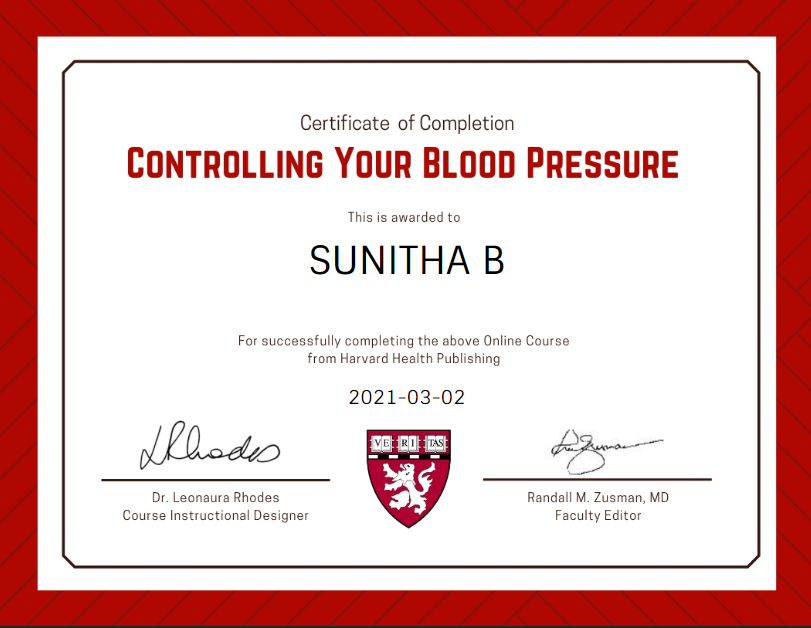 Certificate of Completion
CONTROLLING YOUR BLOOD PRESSURE
This is awarded to
SUNITHA B
For successfully completing the above Online Course
from Harvard Health Publishing
2021-03-02
LRhodes
VE RI TAS
Dr. Leonaura Rhodes
Course Instructional Designer
Randall M. Zusman, MD
Faculty Editor